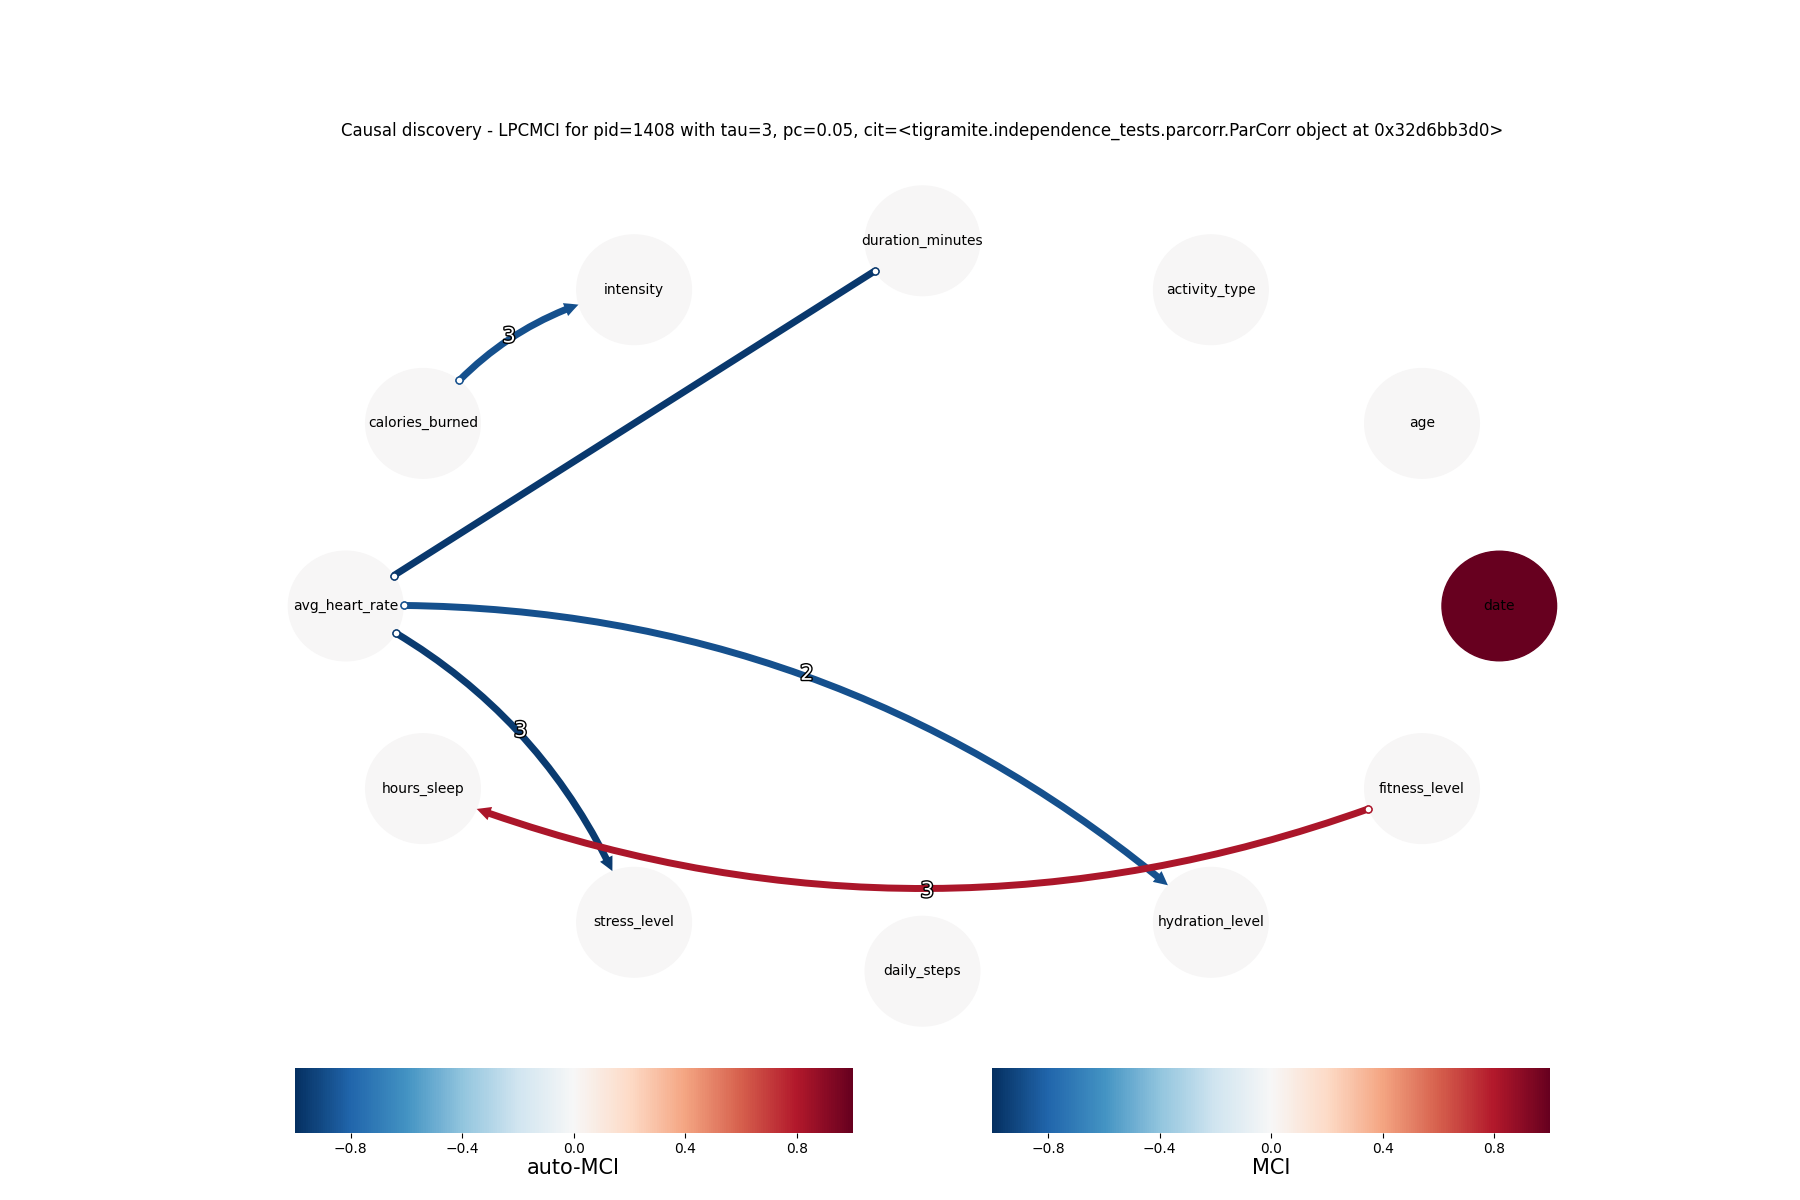 Causal discovery - LPCMCI for pid=1408 with tau=3, pc=0.05, cit=<tigramite.independence_tests.parcorr.ParCorr object at 0x32d6bb3d0>
duration_minutes
intensity
activity_type
3
calories_burned
age
avg_heart_rate
date
2
3
hours_sleep
fitness_level
3
stress_level
hydration_level
daily_steps
−0.8 −0.4 0.0 0.4 0.8
auto-MCI
−0.8 −0.4 0.0 0.4 0.8
MCI